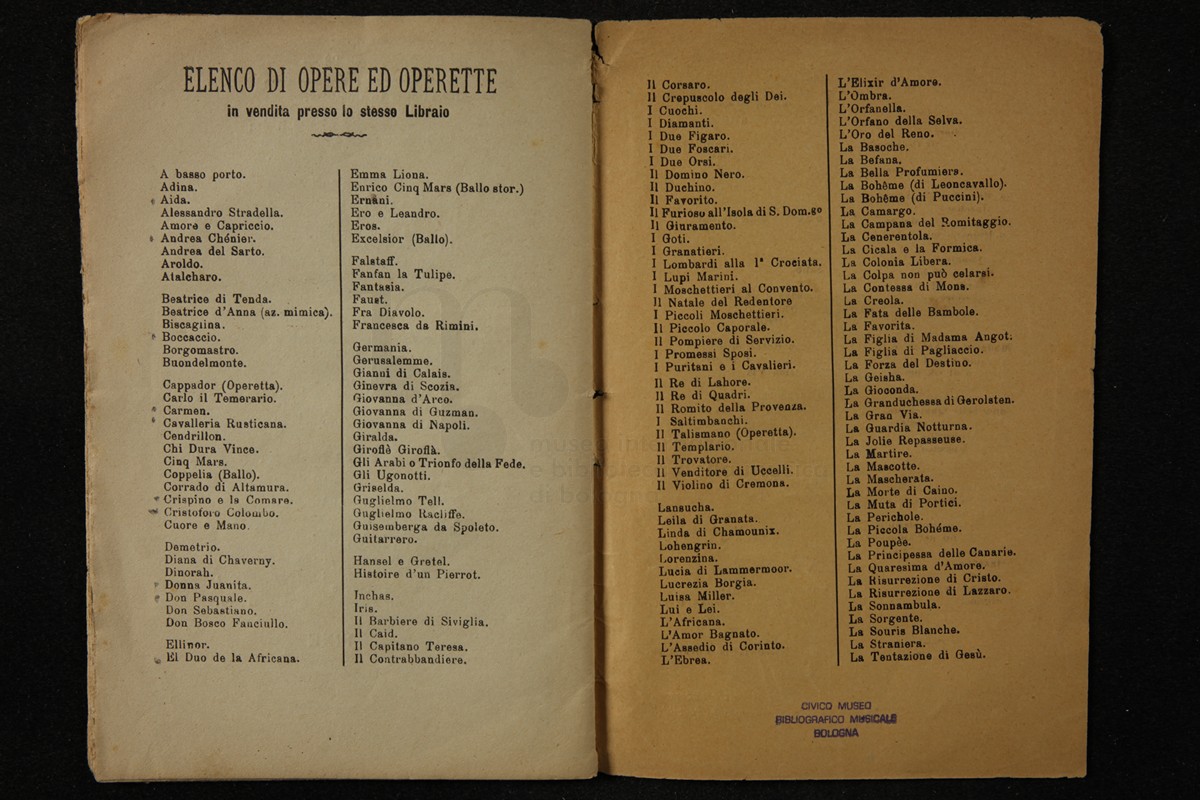 ELENCO DI OPERE ED OPERETTE
in vendita presso lo stesso Libraio
A basso porto.
Adina.
Aida.
Alessandro Stradella.
Amore e Capriccio.
Andrea Chénier.
Andrea del Sarto.
Aroldo.
Atalcharo.
Beatrice di Tenda.
Beatrice d'Anna (az. mimica).
Biscaglina.
Boccaccio.
Borgomastro.
Buondelmonte.
Cappador (Operetta).
Carlo il Temerario.
Carmen.
Cavalleria Rusticana.
Cendrillon.
Chi Dura Vince.
Cinq Mars.
Coppelia (Ballo).
Corrado di Altamura.
Crispino e la Comare.
Cristoforo Colombo.
Cuore e Mano.
Demetrio.
Diana di Chaverny.
Dinorah.
Donna Juanita.
Don Pasquale.
Don Sebastiano.
Don Bosco Fanciullo.
Ellinor.
El Duo de la Africana.
Emma Liona.
Enrico Cinq Mars (Ballo stor.)
Ernani.
Ero e Leandro.
Eros.
Excelsior (Ballo).
Falstaff.
Fanfan la Tulipe.
Fantasia.
Faust.
Fra Diavolo.
Francesca da Rimini.
Germania.
Gerusalemme.
Gianni di Calais.
Ginevra di Scozia.
Giovanna d'Arco.
Giovanna di Guzman.
Giovanna di Napoli.
Giralda.
Giroflè Giroflà.
Gli Arabi o Trionfo della Fede.
Gli Ugonotti.
Griselda.
Guglielmo Tell.
Guglielmo Racliffe.
Guisemberga da Spoleto.
Guitarrero.
Hansel e Gretel.
Histoire d'un Pierrot.
Inchas.
Iris.
Il Barbiere di Siviglia.
Il Caid.
Il Capitano Teresa.
Il Contrabbandiere.
Il Corsaro.
Il Crepuscolo degli Dei.
I Cuochi.
I Diamanti.
I Due Figaro.
I Due Foscari.
I Due Orsi.
Il Domino Nero.
Il Duchino.
Il Favorito.
Il Furioso all'Isola di S. Dom.go
Il Giuramento.
I Goti.
I Granatieri.
I Lombardi alla 1ª Crociata.
I Lupi Marini.
I Moschettieri al Convento.
Il Natale del Redentore
I Piccoli Moschettieri.
Il Piccolo Caporale.
Il Pompiere di Servizio.
I Promessi Sposi.
I Puritani e i Cavalieri.
Il Re di Lahore.
Il Re di Quadri.
Il Romito della Provenza.
I Saltimbanchi.
Il Talismano (Operetta).
Il Templario.
Il Trovatore.
Il Venditore di Uccelli.
Il Violino di Cremona.
Lansucha.
Leila di Granata.
Linda di Chamounix.
Lohengrin.
Lorenzina.
Lucia di Lammermoor.
Lucrezia Borgia.
Luisa Miller.
Lui e Lei.
L'Africana.
L'Amor Bagnato.
L'Assedio di Corinto.
L'Ebrea.
L'Elixir d'Amore.
L'Ombra.
L'Orfanella.
L'Orfano della Selva.
L'Oro del Reno.
La Basoche.
La Befana.
La Bella Profumiera.
La Bohême (di Leoncavallo).
La Bohême (di Puccini).
La Camargo.
La Campana del Romitaggio.
La Cenerentola.
La Cicala e la Formica.
La Colonia Libera.
La Colpa non può celarsi.
La Contessa di Mons.
La Creola.
La Fata delle Bambole.
La Favorita.
La Figlia di Madama Angot.
La Figlia di Pagliaccio.
La Forza del Destino.
La Geisha.
La Gioconda.
La Granduchessa di Gerolsten.
La Gran Via.
La Guardia Notturna.
La Jolie Repasseuse.
La Martire.
La Mascotte.
La Mascherata.
La Morte di Caino.
La Muta di Portici.
La Perichole.
La Piccola Bohéme.
La Poupèe.
La Principessa delle Canarie.
La Quaresima d'Amore.
La Risurrezione di Cristo.
La Risurrezione di Lazzaro.
La Sonnambula.
La Sorgente.
La Souris Blanche.
La Straniera.
La Tentazione di Gesù.
CIVICO MUSEO
BIBLIOGRAFICO MUSICALE
BOLOGNA